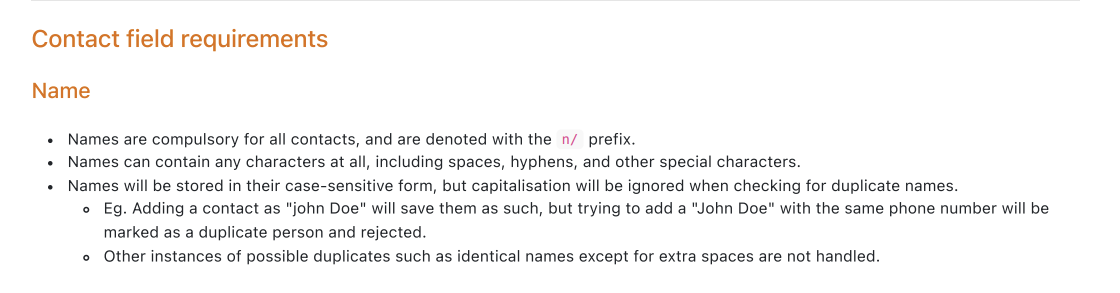 Contact field requirements
Name
• Names are compulsory for all contacts, and are denoted with the n/ prefix.
• Names can contain any characters at all, including spaces, hyphens, and other special characters.
• Names will be stored in their case-sensitive form, but capitalisation will be ignored when checking for duplicate names.
◦ Eg. Adding a contact as "john Doe" will save them as such, but trying to add a "John Doe" with the same phone number will be
marked as a duplicate person and rejected.
◦ Other instances of possible duplicates such as identical names except for extra spaces are not handled.